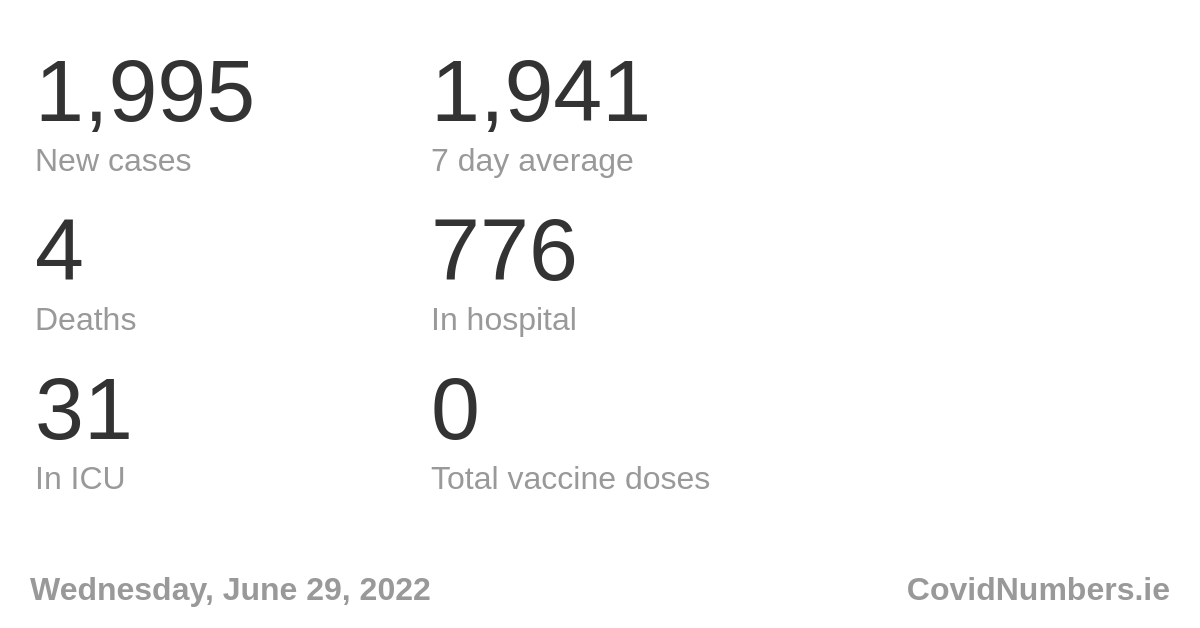 1,995
1,941
New cases
7 day average
4
776
Deaths
In hospital
31
0
In ICU
Total vaccine doses
Wednesday, June 29, 2022
CovidNumbers.ie